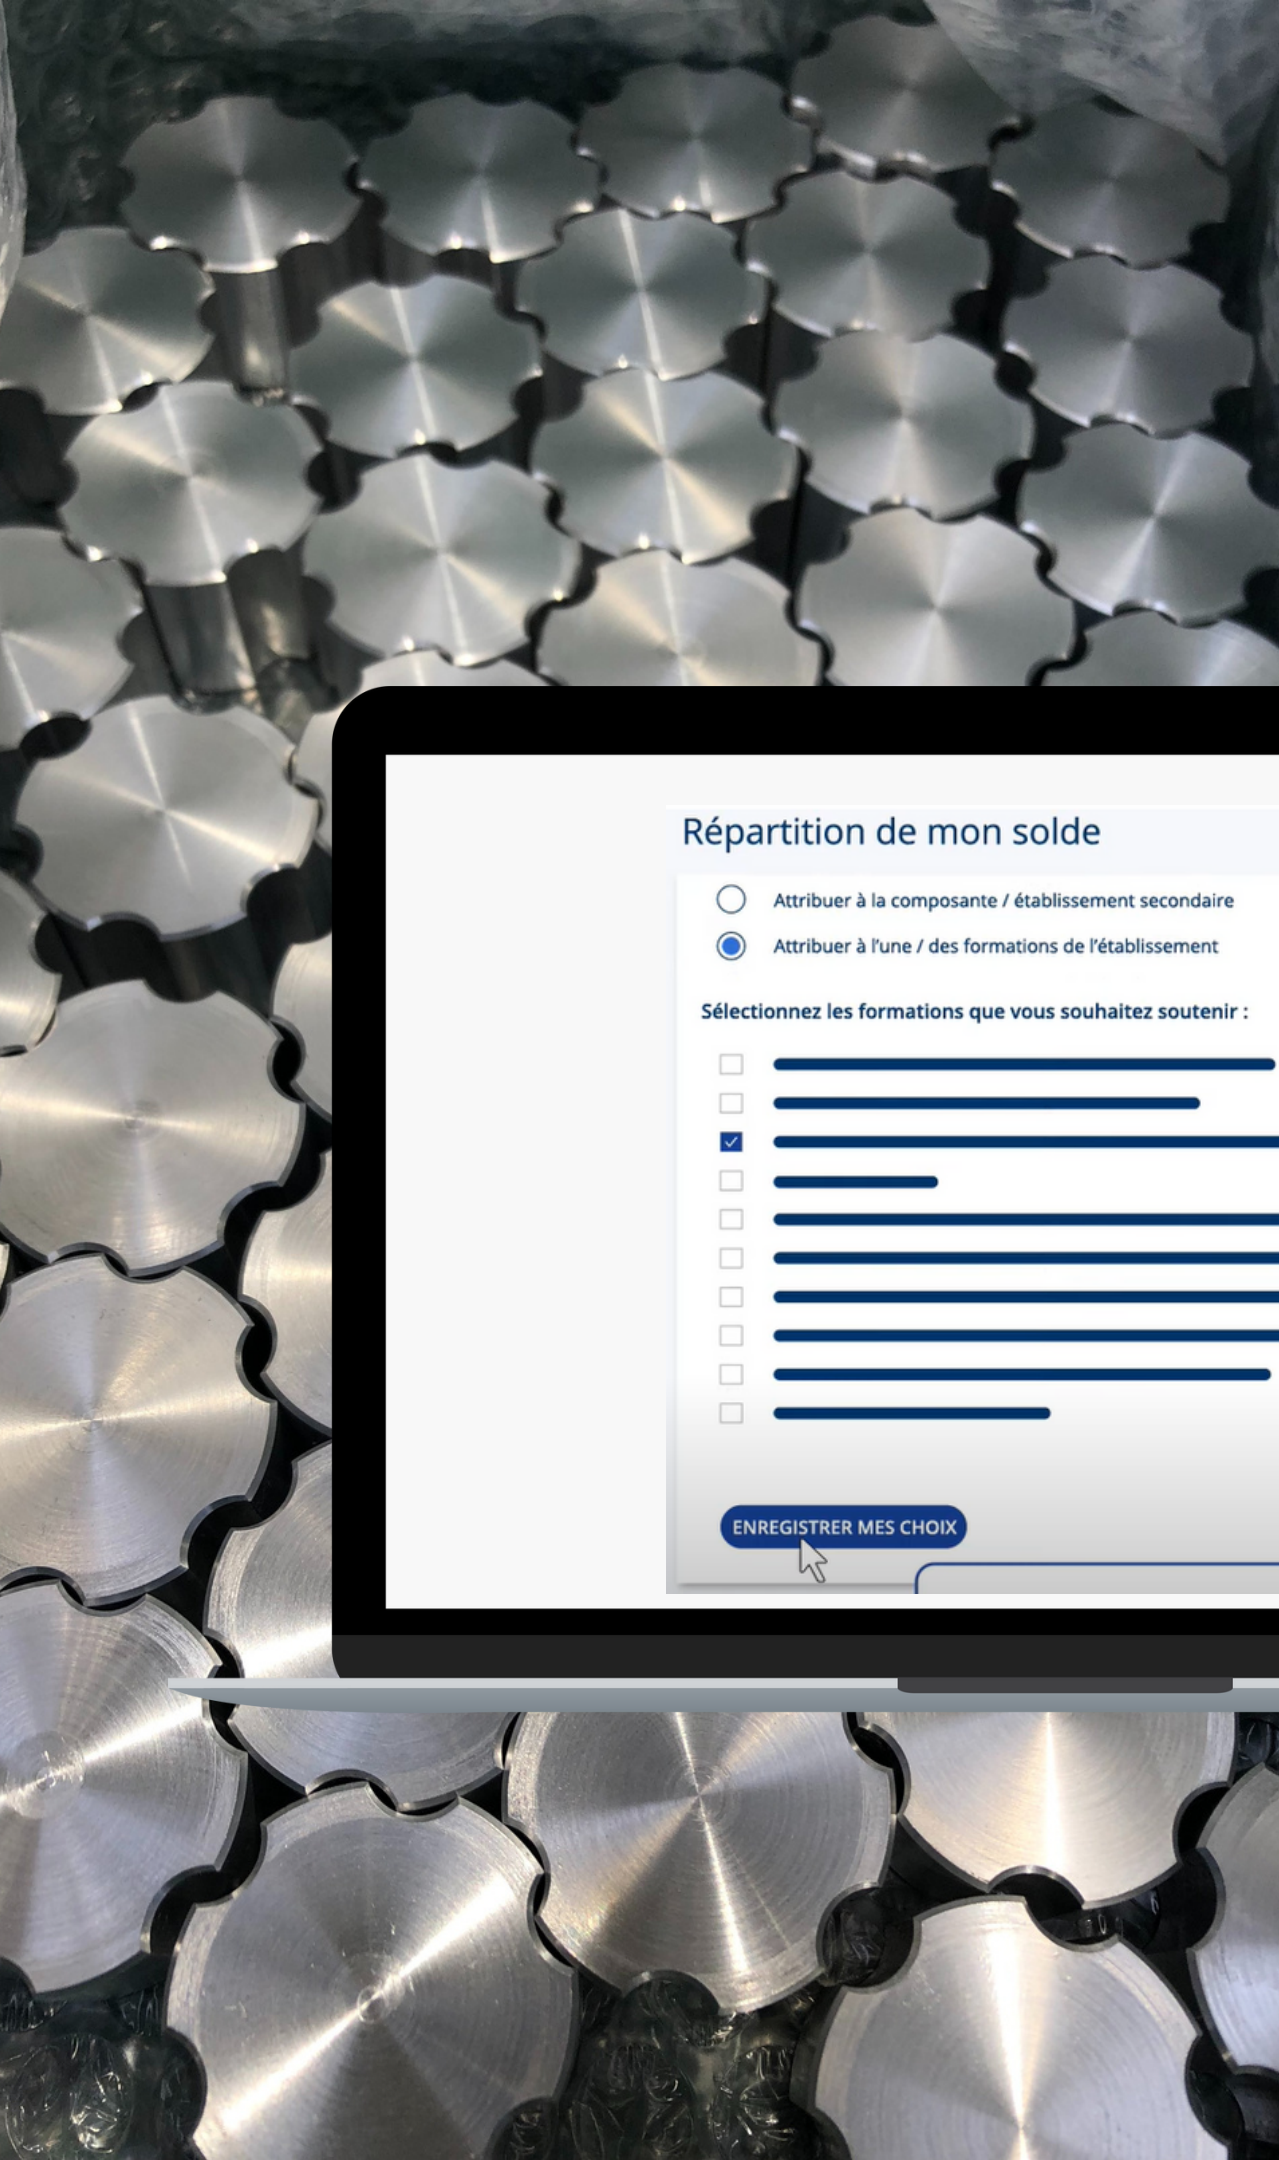 Répartition de mon solde
Attribuer à la composante / établissement secondaire
Attribuer à l'une / des formations de l'établissement
Sélectionnez les formations que vous souhaitez soutenir :
ENREGISTRER MES CHOIX